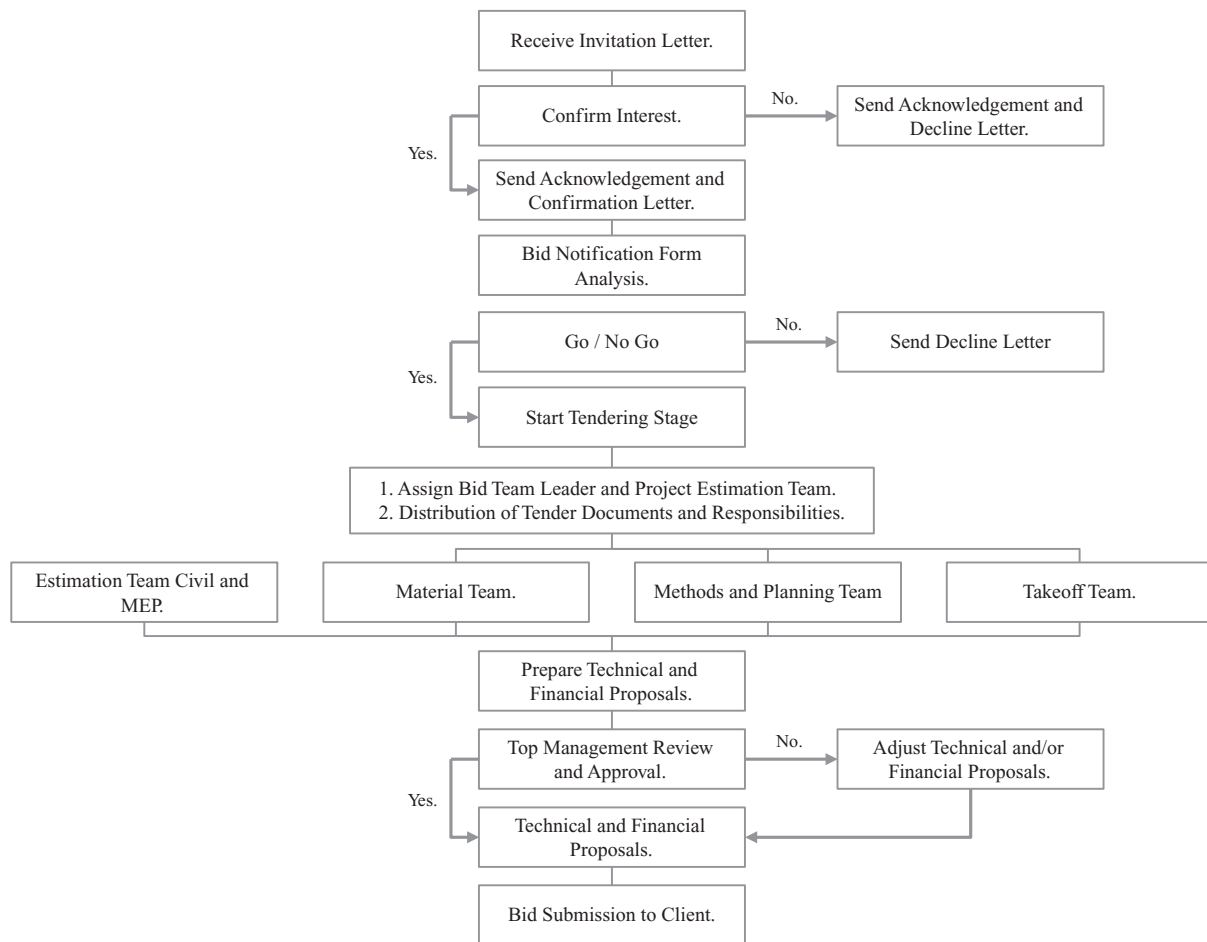 Receive Invitation Letter.
Confirm Interest.
No.
Send Acknowledgement and
Decline Letter.
Yes.
Send Acknowledgement and
Confirmation Letter.
Bid Notification Form
Analysis.
Go / No Go
No.
Send Decline Letter
Yes.
Start Tendering Stage
1. Assign Bid Team Leader and Project Estimation Team.
2. Distribution of Tender Documents and Responsibilities.
Estimation Team Civil and
MEP.
Material Team.
Methods and Planning Team
Takeoff Team.
Prepare Technical and
Financial Proposals.
Top Management Review
and Approval.
No.
Adjust Technical and/or
Financial Proposals.
Yes.
Technical and Financial
Proposals.
Bid Submission to Client.